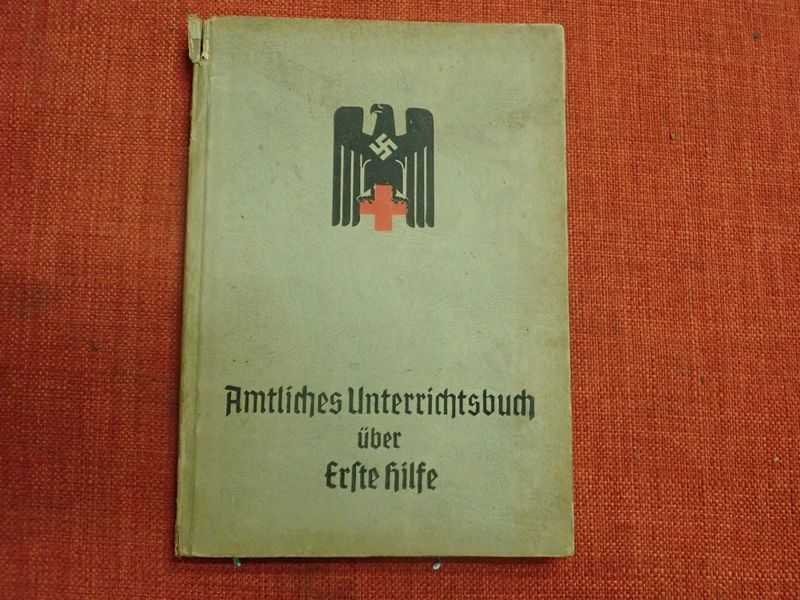 Amtliches Unterrichtsbuch
über
Erste Hilfe